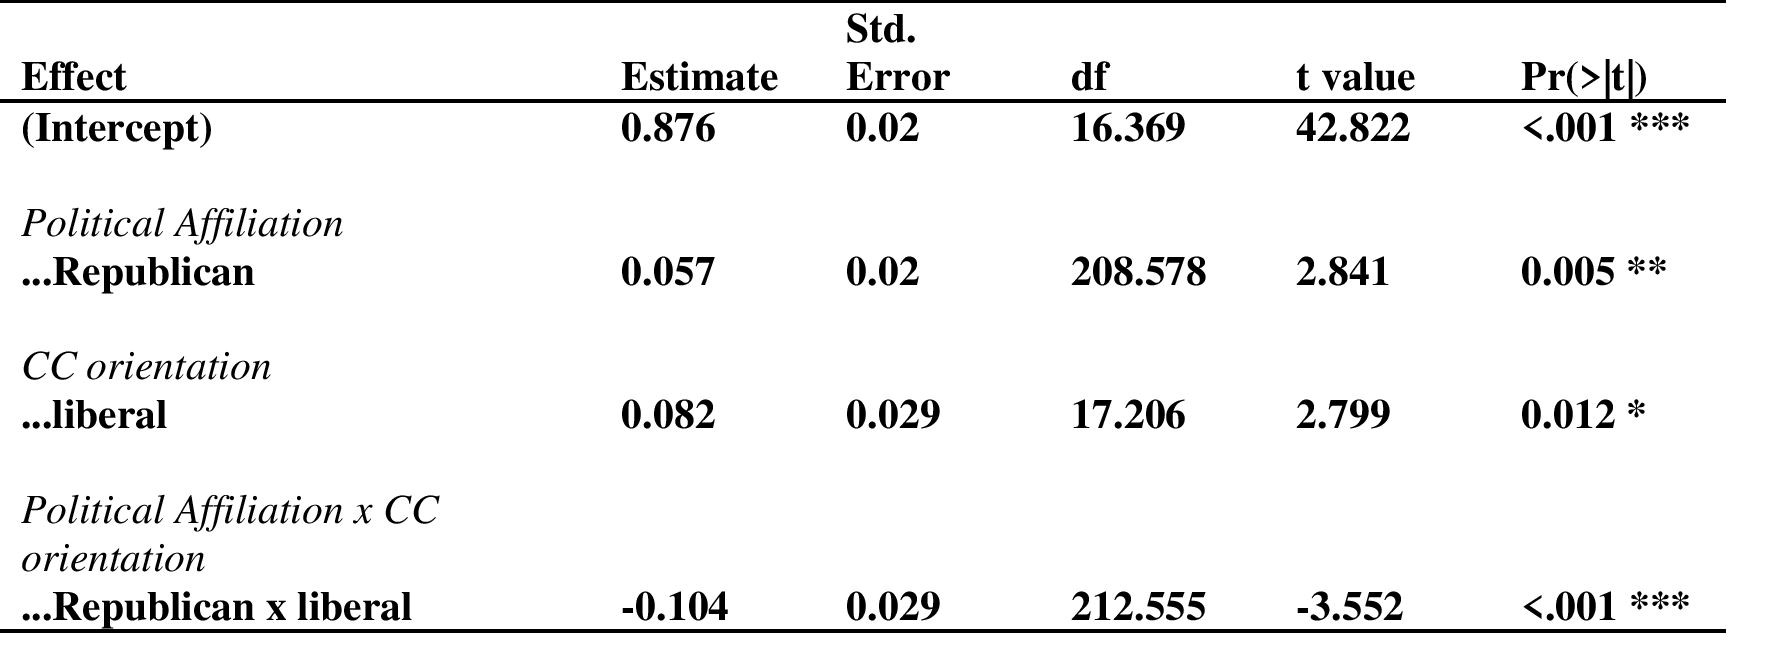 Std.
Effect Estimate Error df t value Pr(>|t|)
(Intercept) 0.876 0.02 16.369 42.822 <.001 ***
Political Affiliation
...Republican 0.057 0.02 208.578 2.841 0.005 **
CC orientation
...liberal 0.082 0.029 17.206 2.799 0.012 *
Political Affiliation x CC
orientation
...Republican x liberal -0.104 0.029 212.555 -3.552 <.001 ***